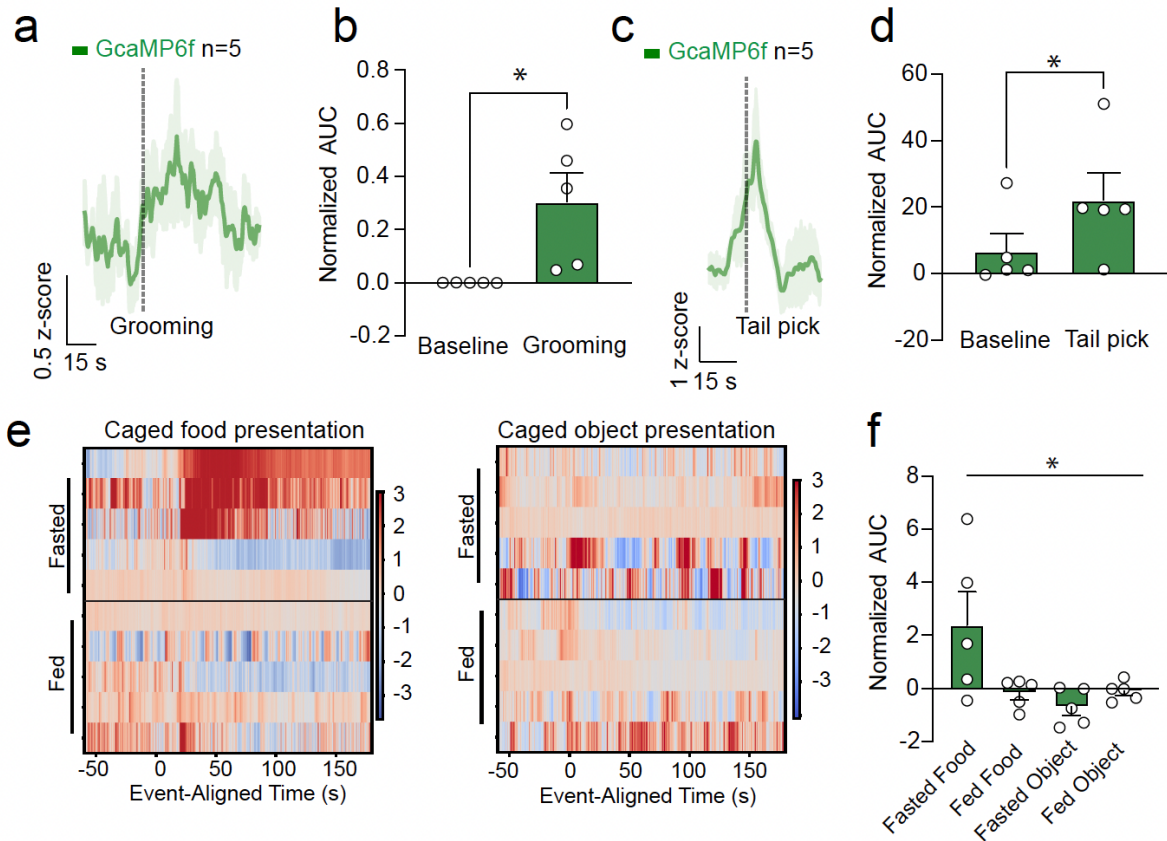 a
GcaMP6f n=5
Grooming
0.5 z-score
15 s
b
Normalized AUC
0.8
0.6
0.4
0.2
0.0
-0.2
*
Baseline
Grooming
c
GcaMP6f n=5
Tail pick
1 z-score
15 s
d
Normalized AUC
60
40
20
0
-20
*
Baseline
Tail pick
e
Caged food presentation
Fasted
Fed
3
2
1
0
-1
-2
-3
-50
0
50
100
150
Event-Aligned Time (s)
Caged object presentation
Fasted
Fed
3
2
1
0
-1
-2
-3
-50
0
50
100
150
Event-Aligned Time (s)
f
Normalized AUC
8
6
4
2
0
-2
*
Fasted Food
Fed Food
Fasted Object
Fed Object